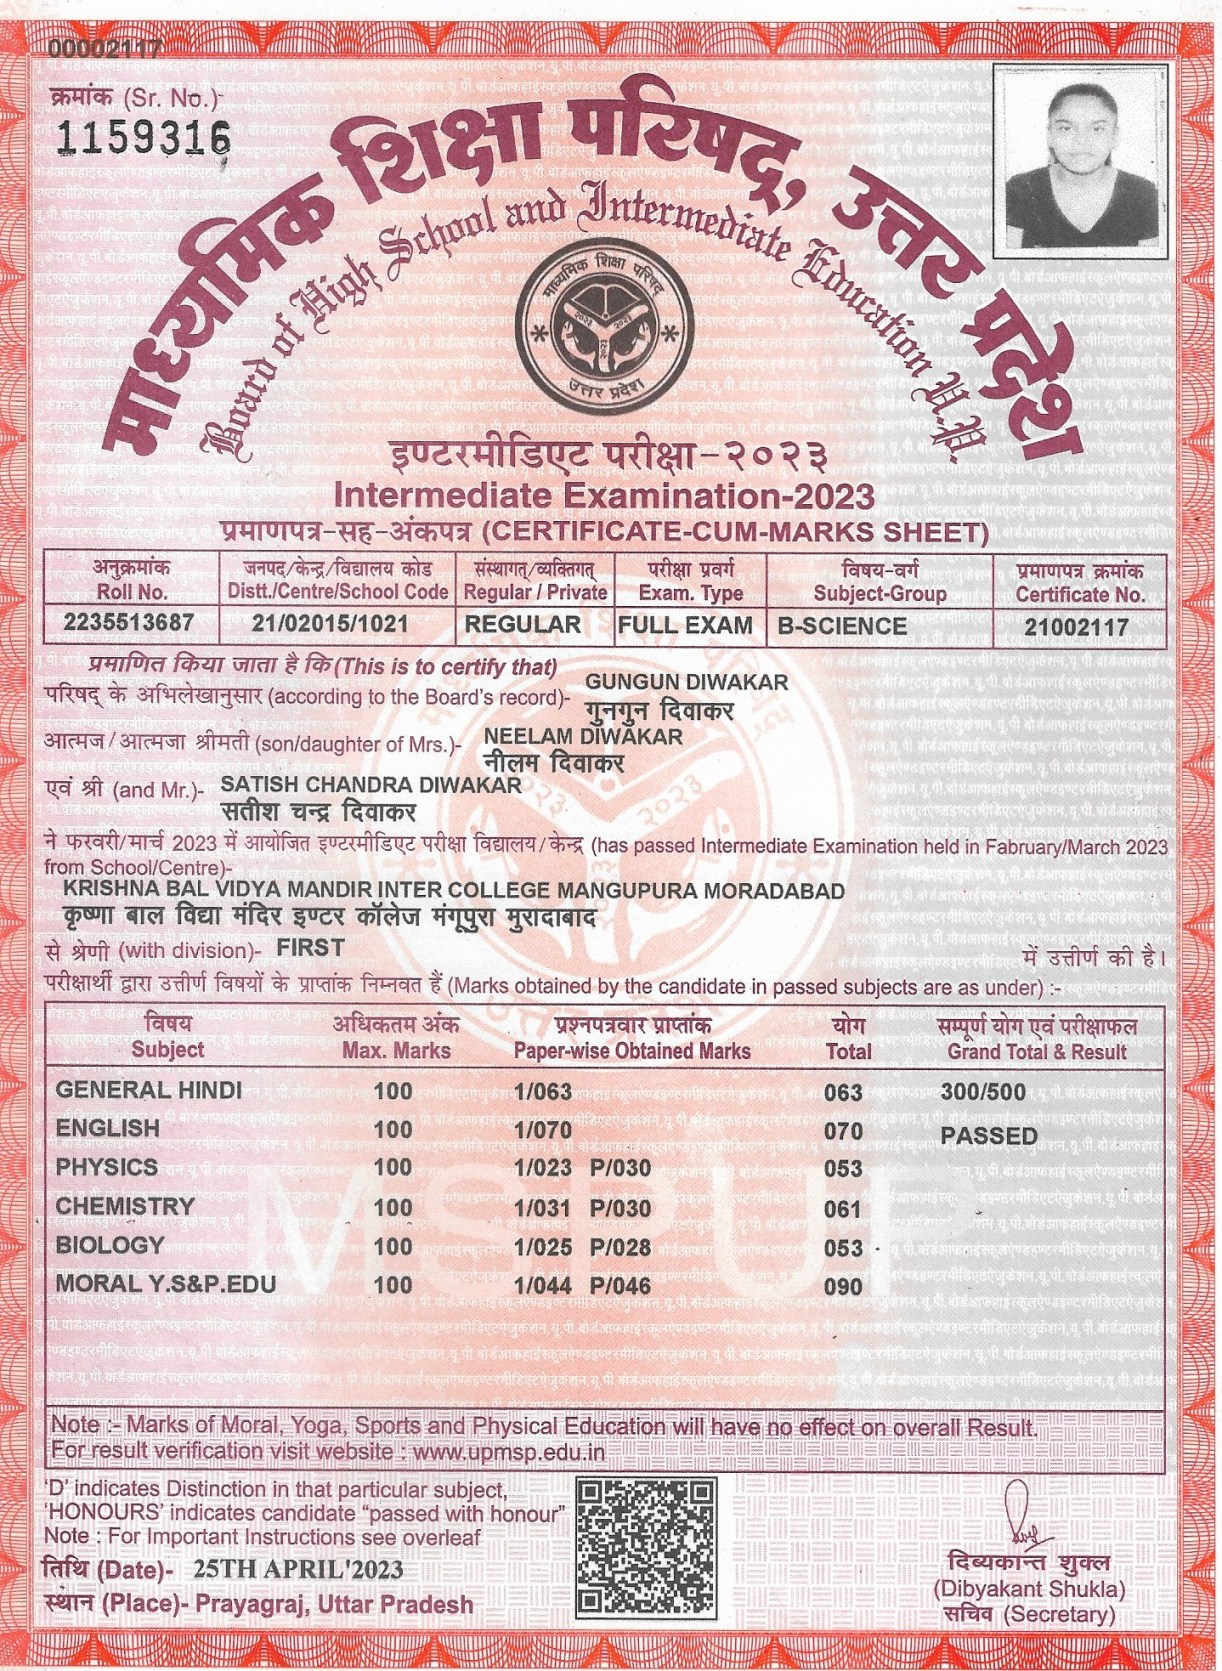 00002117
क्रमांक (Sr. No.)-
1159316
माध्यमिक शिक्षा परिषद्, उत्तर प्रदेश
Board of High School and Intermediate Education U.P.
माध्यमिक शिक्षा परिषद्
२०२३ २०२३
२०२३
उत्तर प्रदेश
इण्टरमीडिएट परीक्षा-२०२३
Intermediate Examination-2023
प्रमाणपत्र-सह-अंकपत्र (CERTIFICATE-CUM-MARKS SHEET)
अनुक्रमांक जनपद/केन्द्र/विद्यालय कोड संस्थागत्/व्यक्तिगत् परीक्षा प्रवर्ग विषय-वर्ग प्रमाणपत्र क्रमांक
Roll No. Distt./Centre/School Code Regular / Private Exam. Type Subject-Group Certificate No.
2235513687 21/02015/1021 REGULAR FULL EXAM B-SCIENCE 21002117
प्रमाणित किया जाता है कि (This is to certify that)
परिषद् के अभिलेखानुसार (according to the Board's record)- GUNGUN DIWAKAR
गुनगुन दिवाकर
आत्मज/आत्मजा श्रीमती (son/daughter of Mrs.)- NEELAM DIWAKAR
नीलम दिवाकर
एवं श्री (and Mr.)- SATISH CHANDRA DIWAKAR
सतीश चन्द्र दिवाकर
ने फरवरी/मार्च 2023 में आयोजित इण्टरमीडिएट परीक्षा विद्यालय/केन्द्र (has passed Intermediate Examination held in Fabruary/March 2023
from School/Centre)-
KRISHNA BAL VIDYA MANDIR INTER COLLEGE MANGUPURA MORADABAD
कृष्णा बाल विद्या मंदिर इण्टर कॉलेज मंगूपुरा मुरादाबाद
से श्रेणी (with division)- FIRST में उत्तीर्ण की है।
परीक्षार्थी द्वारा उत्तीर्ण विषयों के प्राप्तांक निम्नवत हैं (Marks obtained by the candidate in passed subjects are as under) :-
विषय अधिकतम अंक प्रश्नपत्रवार प्राप्तांक योग सम्पूर्ण योग एवं परीक्षाफल
Subject Max. Marks Paper-wise Obtained Marks Total Grand Total & Result
GENERAL HINDI 100 1/063 063 300/500
ENGLISH 100 1/070 070 PASSED
PHYSICS 100 1/023 P/030 053
CHEMISTRY 100 1/031 P/030 061
BIOLOGY 100 1/025 P/028 053
MORAL Y.S&P.EDU 100 1/044 P/046 090
MSPUP
Note :- Marks of Moral, Yoga, Sports and Physical Education will have no effect on overall Result.
For result verification visit website : www.upmsp.edu.in
'D' indicates Distinction in that particular subject,
'HONOURS' indicates candidate "passed with honour"
Note : For Important Instructions see overleaf
तिथि (Date)- 25TH APRIL'2023
स्थान (Place)- Prayagraj, Uttar Pradesh
दिब्यकान्त शुक्ल
(Dibyakant Shukla)
सचिव (Secretary)